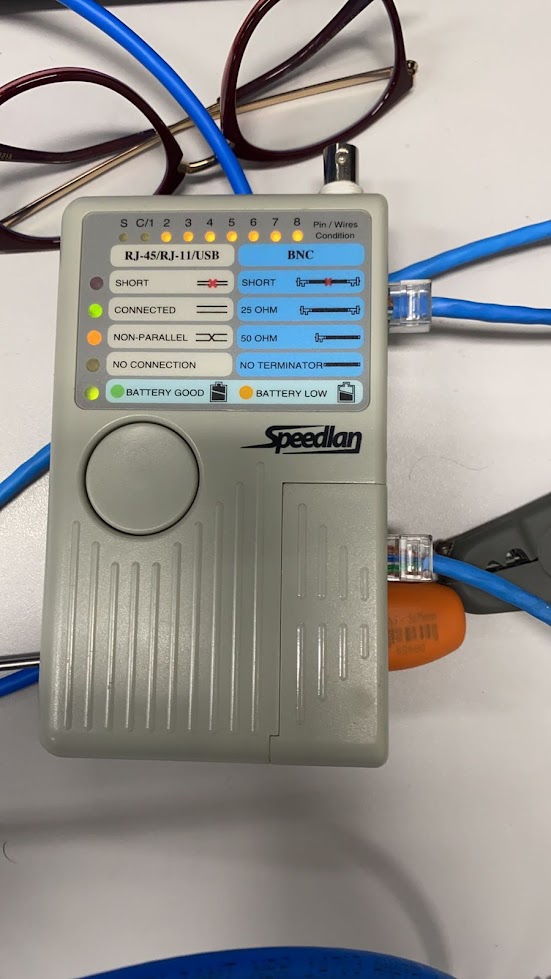 S C/1 2 3 4 5 6 7 8 Pin / Wires
Condition
RJ-45/RJ-11/USB BNC
SHORT SHORT
CONNECTED 25 OHM
NON-PARALLEL 50 OHM
NO CONNECTION NO TERMINATOR
BATTERY GOOD BATTERY LOW
Speedlan